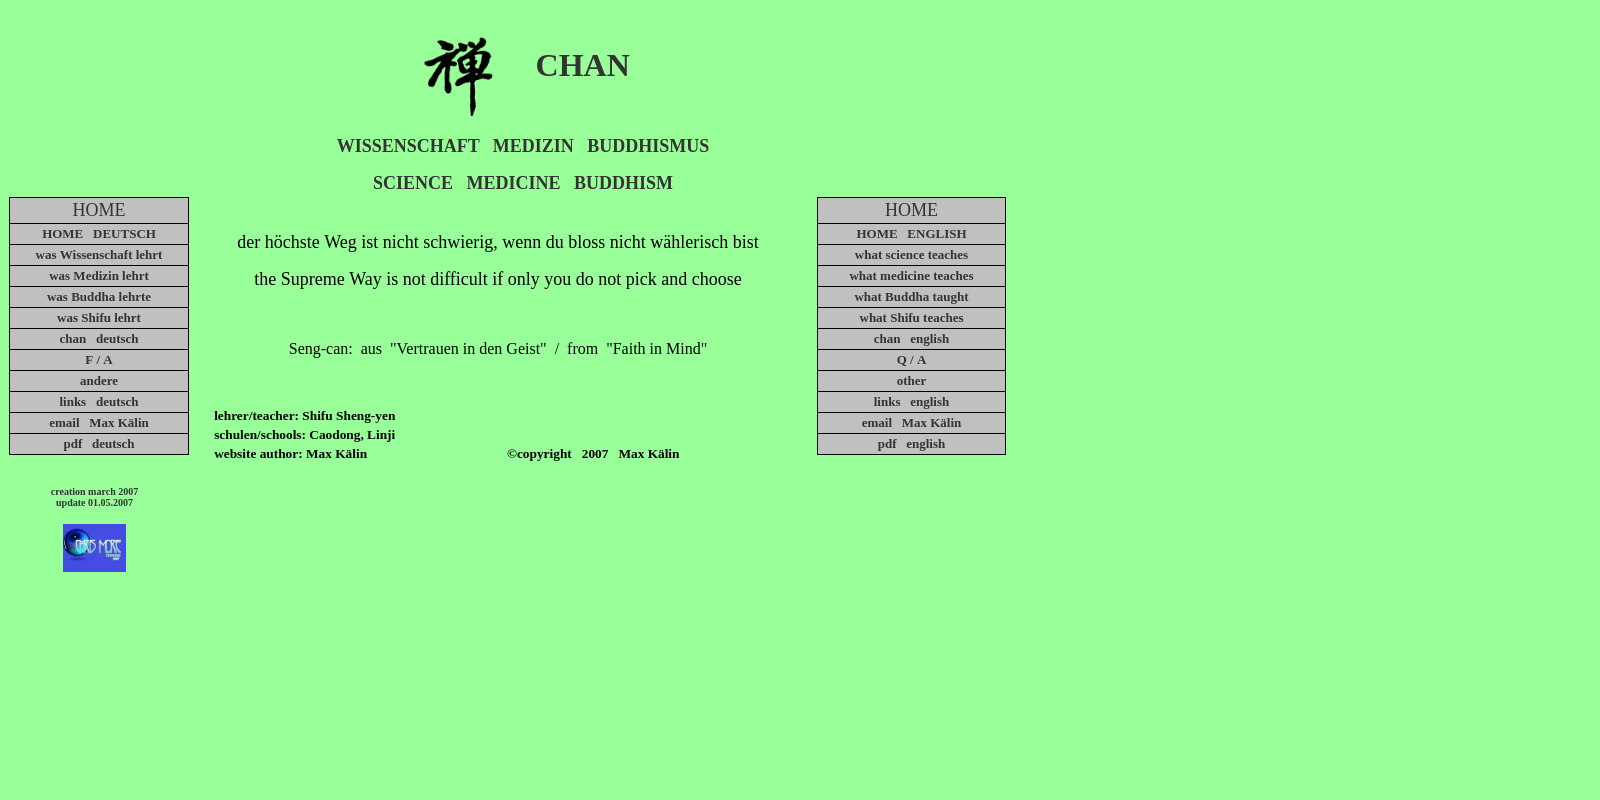 禅 CHAN
WISSENSCHAFT MEDIZIN BUDDHISMUS
SCIENCE MEDICINE BUDDHISM
HOME
HOME DEUTSCH
was Wissenschaft lehrt
was Medizin lehrt
was Buddha lehrte
was Shifu lehrt
chan deutsch
F / A
andere
links deutsch
email Max Kälin
pdf deutsch
creation march 2007
update 01.05.2007
CHRIS MORE
der höchste Weg ist nicht schwierig, wenn du bloss nicht wählerisch bist
the Supreme Way is not difficult if only you do not pick and choose
Seng-can: aus "Vertrauen in den Geist" / from "Faith in Mind"
lehrer/teacher: Shifu Sheng-yen
schulen/schools: Caodong, Linji
website author: Max Kälin ©copyright 2007 Max Kälin
HOME
HOME ENGLISH
what science teaches
what medicine teaches
what Buddha taught
what Shifu teaches
chan english
Q / A
other
links english
email Max Kälin
pdf english